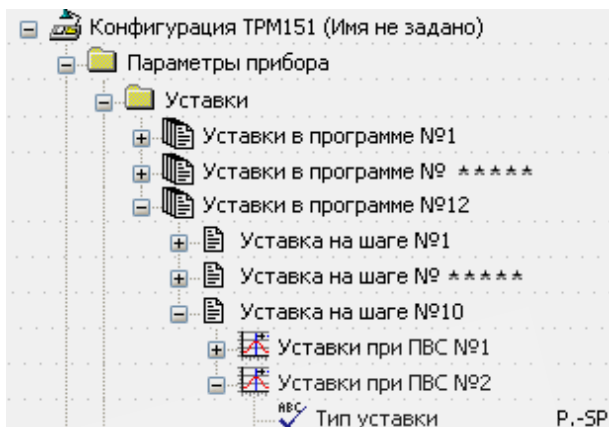 Конфигурация ТРМ151 (Имя не задано)
Параметры прибора
Уставки
Уставки в программе №1
Уставки в программе № *****
Уставки в программе №12
Уставка на шаге №1
Уставка на шаге № *****
Уставка на шаге №10
Уставки при ПВС №1
Уставки при ПВС №2
ABC Тип уставки P.-SP